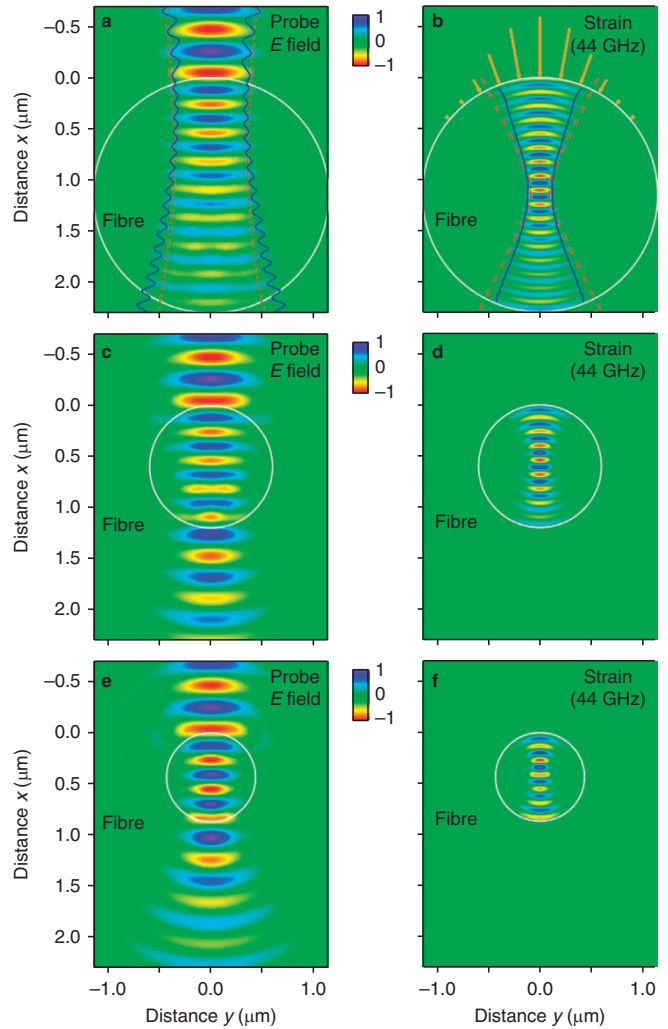 a
Probe
E field
1
0
−1
b
Strain
(44 GHz)
−0.5
0.0
0.5
1.0
1.5
2.0
Distance x (μm)
Fibre
Fibre
c
Probe
E field
1
0
−1
d
Strain
(44 GHz)
−0.5
0.0
0.5
1.0
1.5
2.0
Distance x (μm)
Fibre
Fibre
e
Probe
E field
1
0
−1
f
Strain
(44 GHz)
−0.5
0.0
0.5
1.0
1.5
2.0
Distance x (μm)
Fibre
Fibre
−1.0 0.0 1.0
−1.0 0.0 1.0
Distance y (μm)
Distance y (μm)